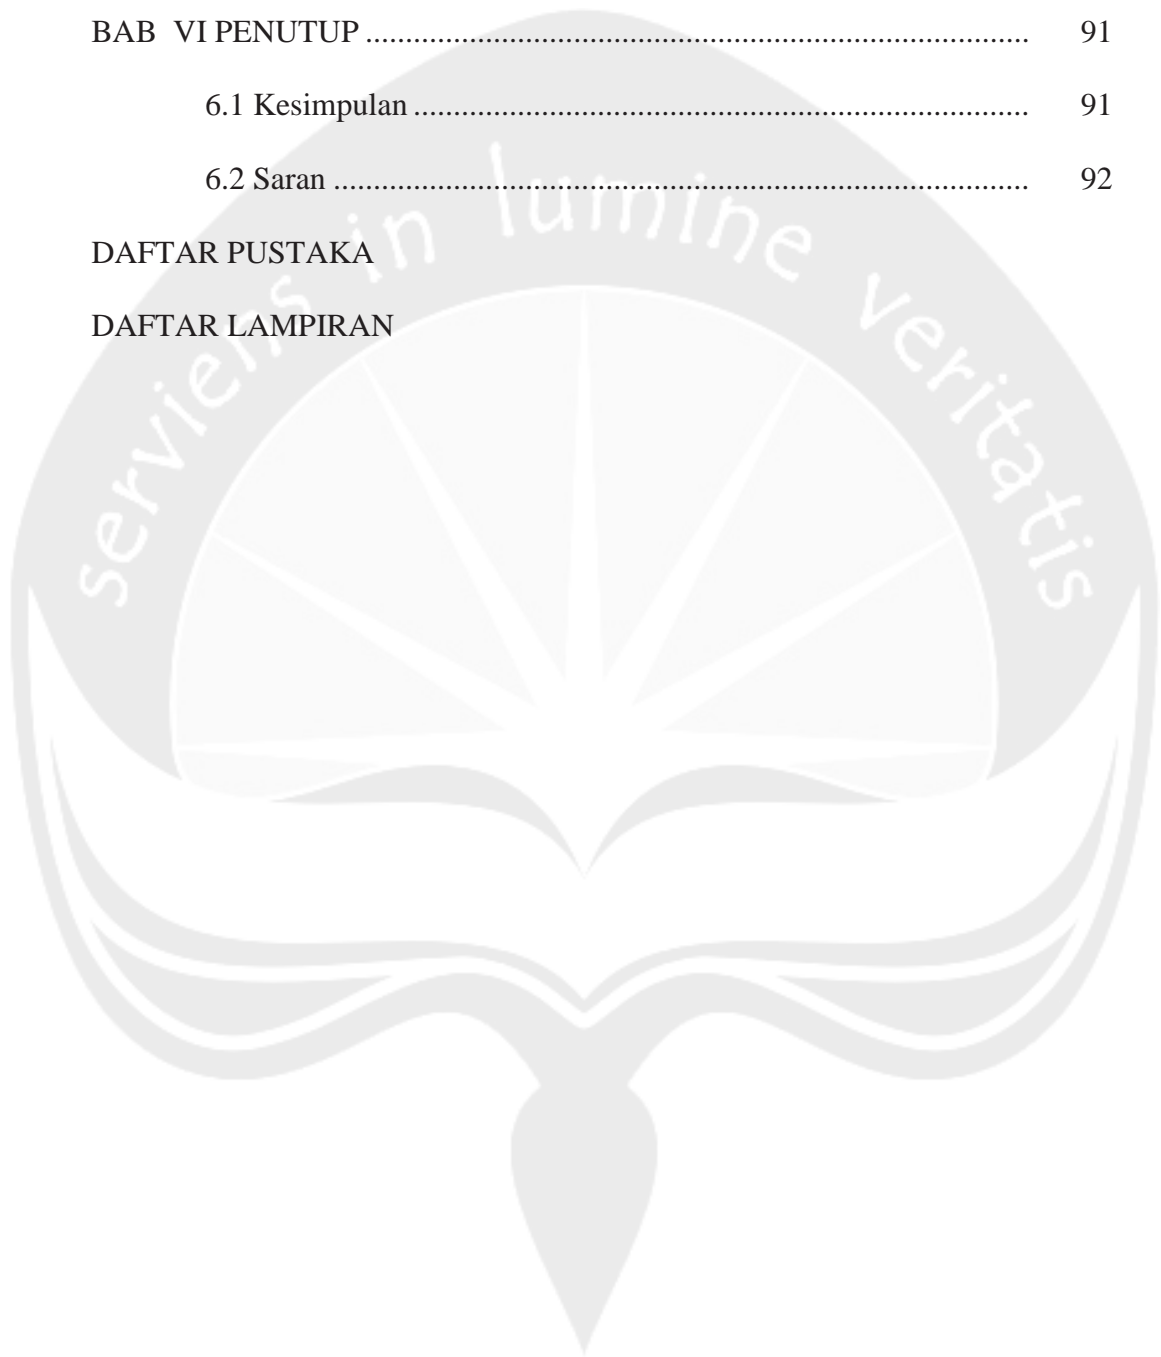 BAB VI PENUTUP ................................................................................... 91
6.1 Kesimpulan ............................................................................. 91
6.2 Saran ....................................................................................... 92
DAFTAR PUSTAKA
DAFTAR LAMPIRAN
serviens in lumine veritatis